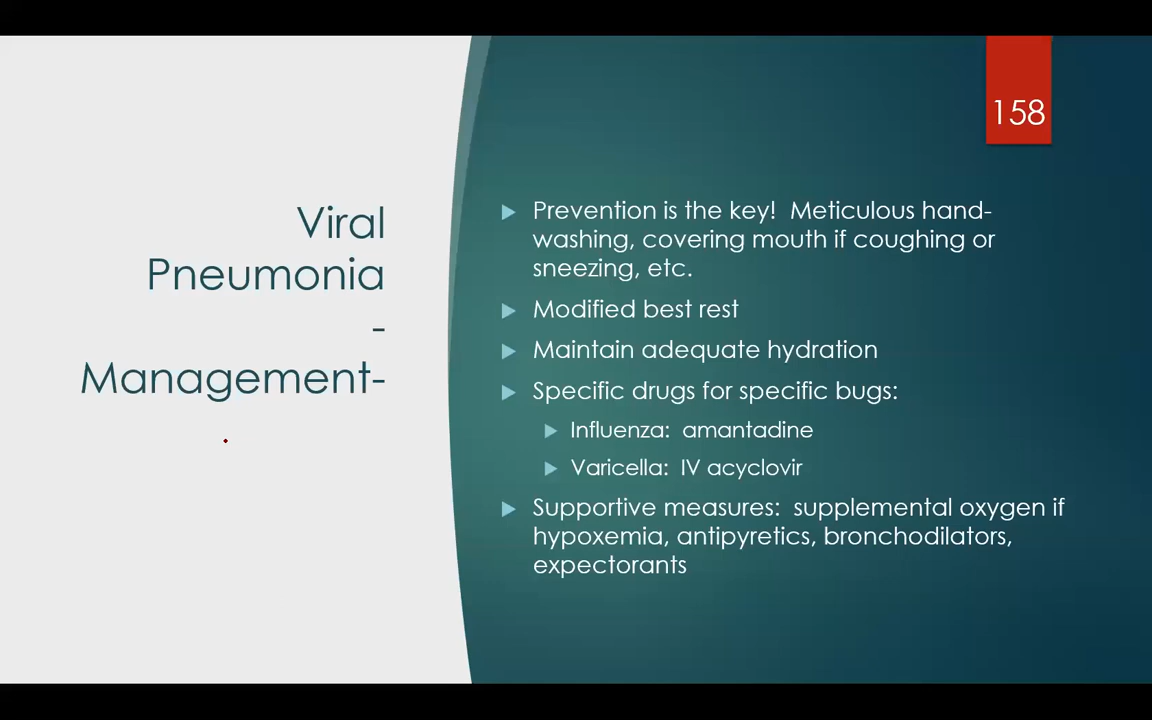 158
Viral
Pneumonia
-
Management-
Prevention is the key!  Meticulous hand-
washing, covering mouth if coughing or
sneezing, etc.
Modified best rest
Maintain adequate hydration
Specific drugs for specific bugs:
Influenza:  amantadine
Varicella:  IV acyclovir
Supportive measures:  supplemental oxygen if
hypoxemia, antipyretics, bronchodilators,
expectorants